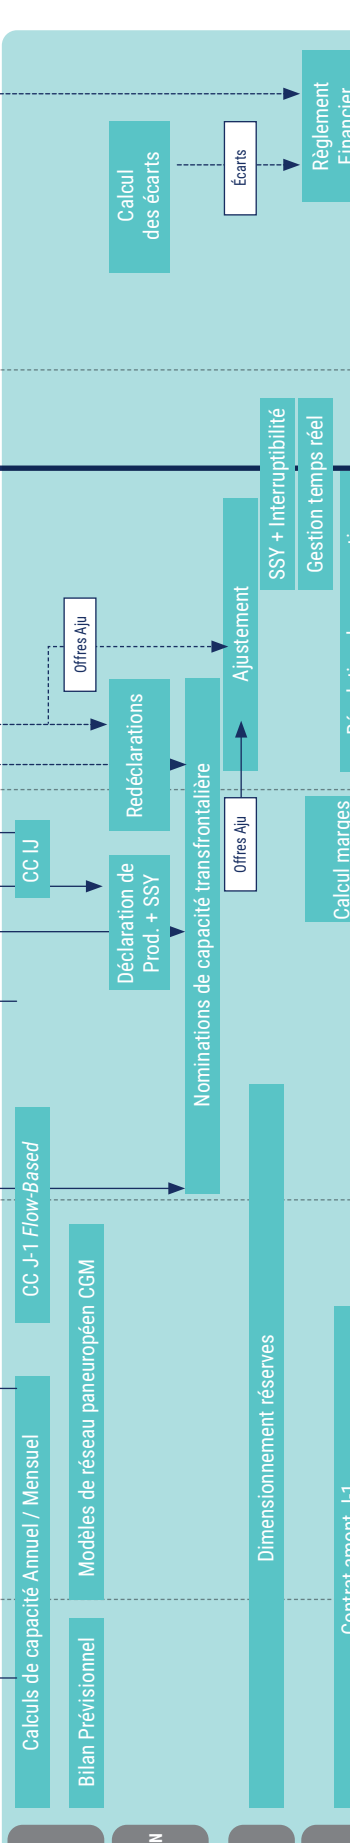 Règlement
Financier
Calcul
des écarts
Écarts
SSY + Interruptibilité
Gestion temps réel
Ajustement
Offres Aju
Redéclarations
Nominations de capacité transfrontalière
CC IJ
Déclaration de
Prod. + SSY
Offres Aju
Calcul marges
CC J-1 Flow-Based
Modèles de réseau paneuropéen CGM
Calculs de capacité Annuel / Mensuel
Dimensionnement réserves
Bilan Prévisionnel
N